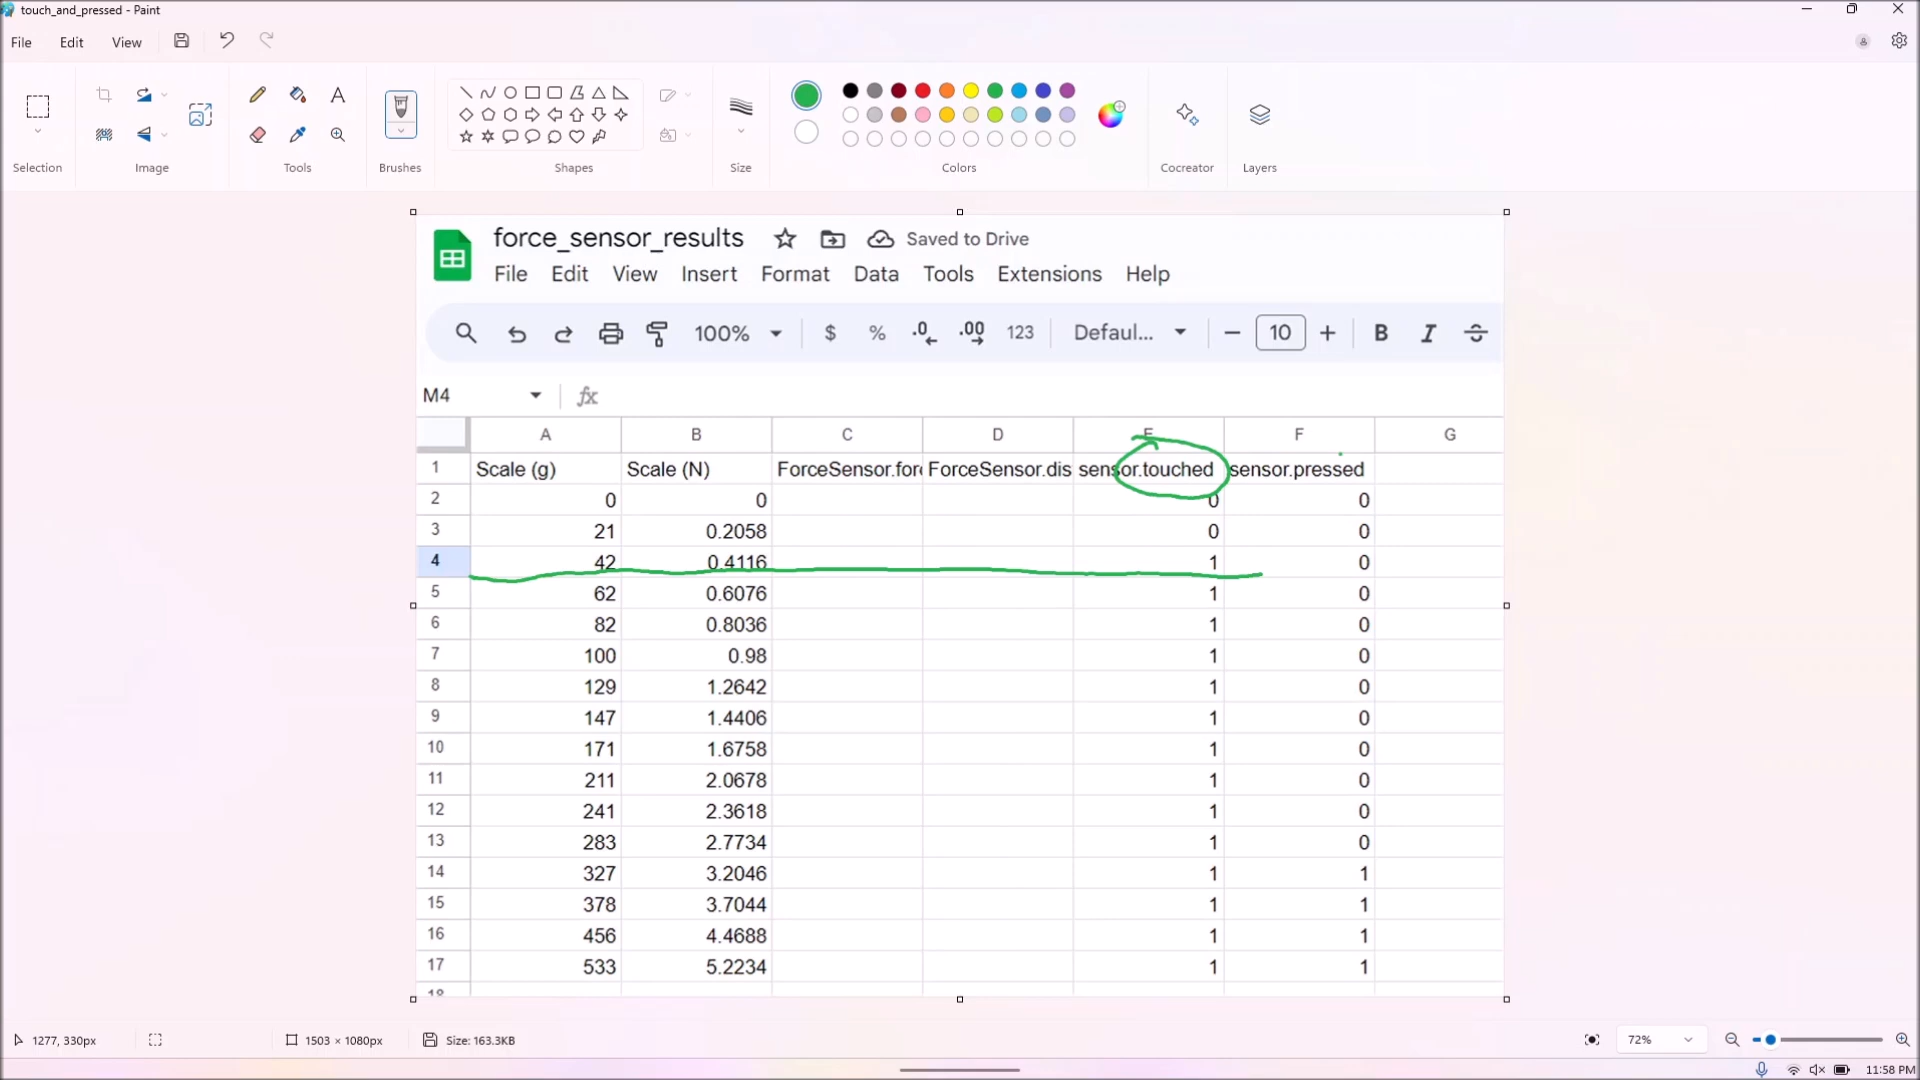 touch_and_pressed - Paint
File Edit View
Selection Image Tools Brushes Shapes Size Colors Cocreator Layers
force_sensor_results Saved to Drive
File Edit View Insert Format Data Tools Extensions Help
100% $ % .0 .00 123 Defaul... 10 B I S
M4 fx
A B C D E F G
1 Scale (g) Scale (N) ForceSensor.forc ForceSensor.dis sensor.touched sensor.pressed
2 0 0 0 0
3 21 0.2058 0 0
4 42 0.4116 1 0
5 62 0.6076 1 0
6 82 0.8036 1 0
7 100 0.98 1 0
8 129 1.2642 1 0
9 147 1.4406 1 0
10 171 1.6758 1 0
11 211 2.0678 1 0
12 241 2.3618 1 0
13 283 2.7734 1 0
14 327 3.2046 1 1
15 378 3.7044 1 1
16 456 4.4688 1 1
17 533 5.2234 1 1
18
1277, 330px 1503 × 1080px Size: 163.3KB 72%
11:58 PM